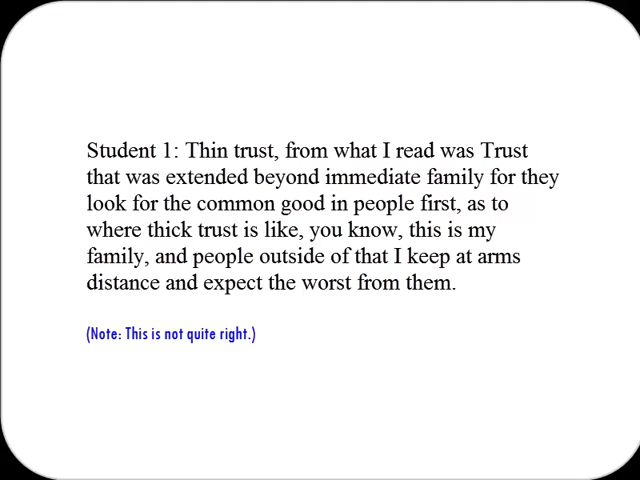 Student 1: Thin trust, from what I read was Trust
that was extended beyond immediate family for they
look for the common good in people first, as to
where thick trust is like, you know, this is my
family, and people outside of that I keep at arms
distance and expect the worst from them.
(Note: This is not quite right.)